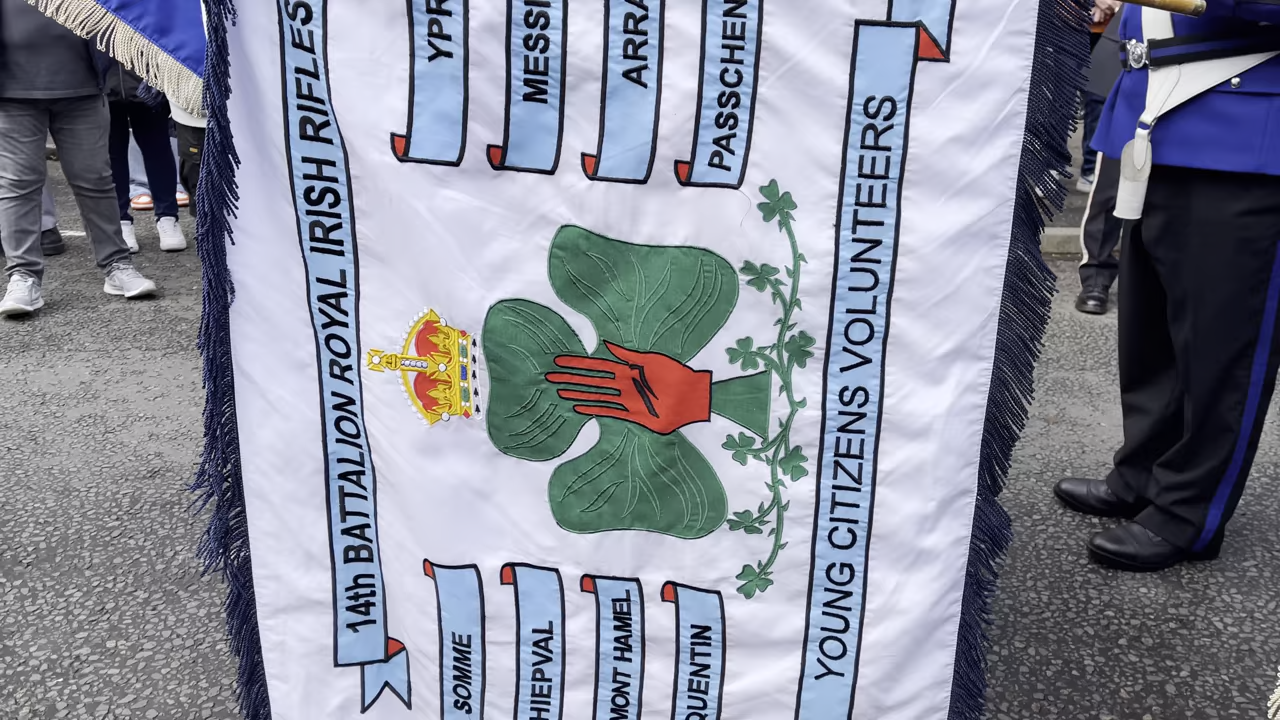 14th BATTALION ROYAL IRISH RIFLES
SOMME
HIEPVAL
MONT HAMEL
QUENTIN
YPR
MESSI
ARRA
PASSCHEN
YOUNG CITIZENS VOLUNTEERS